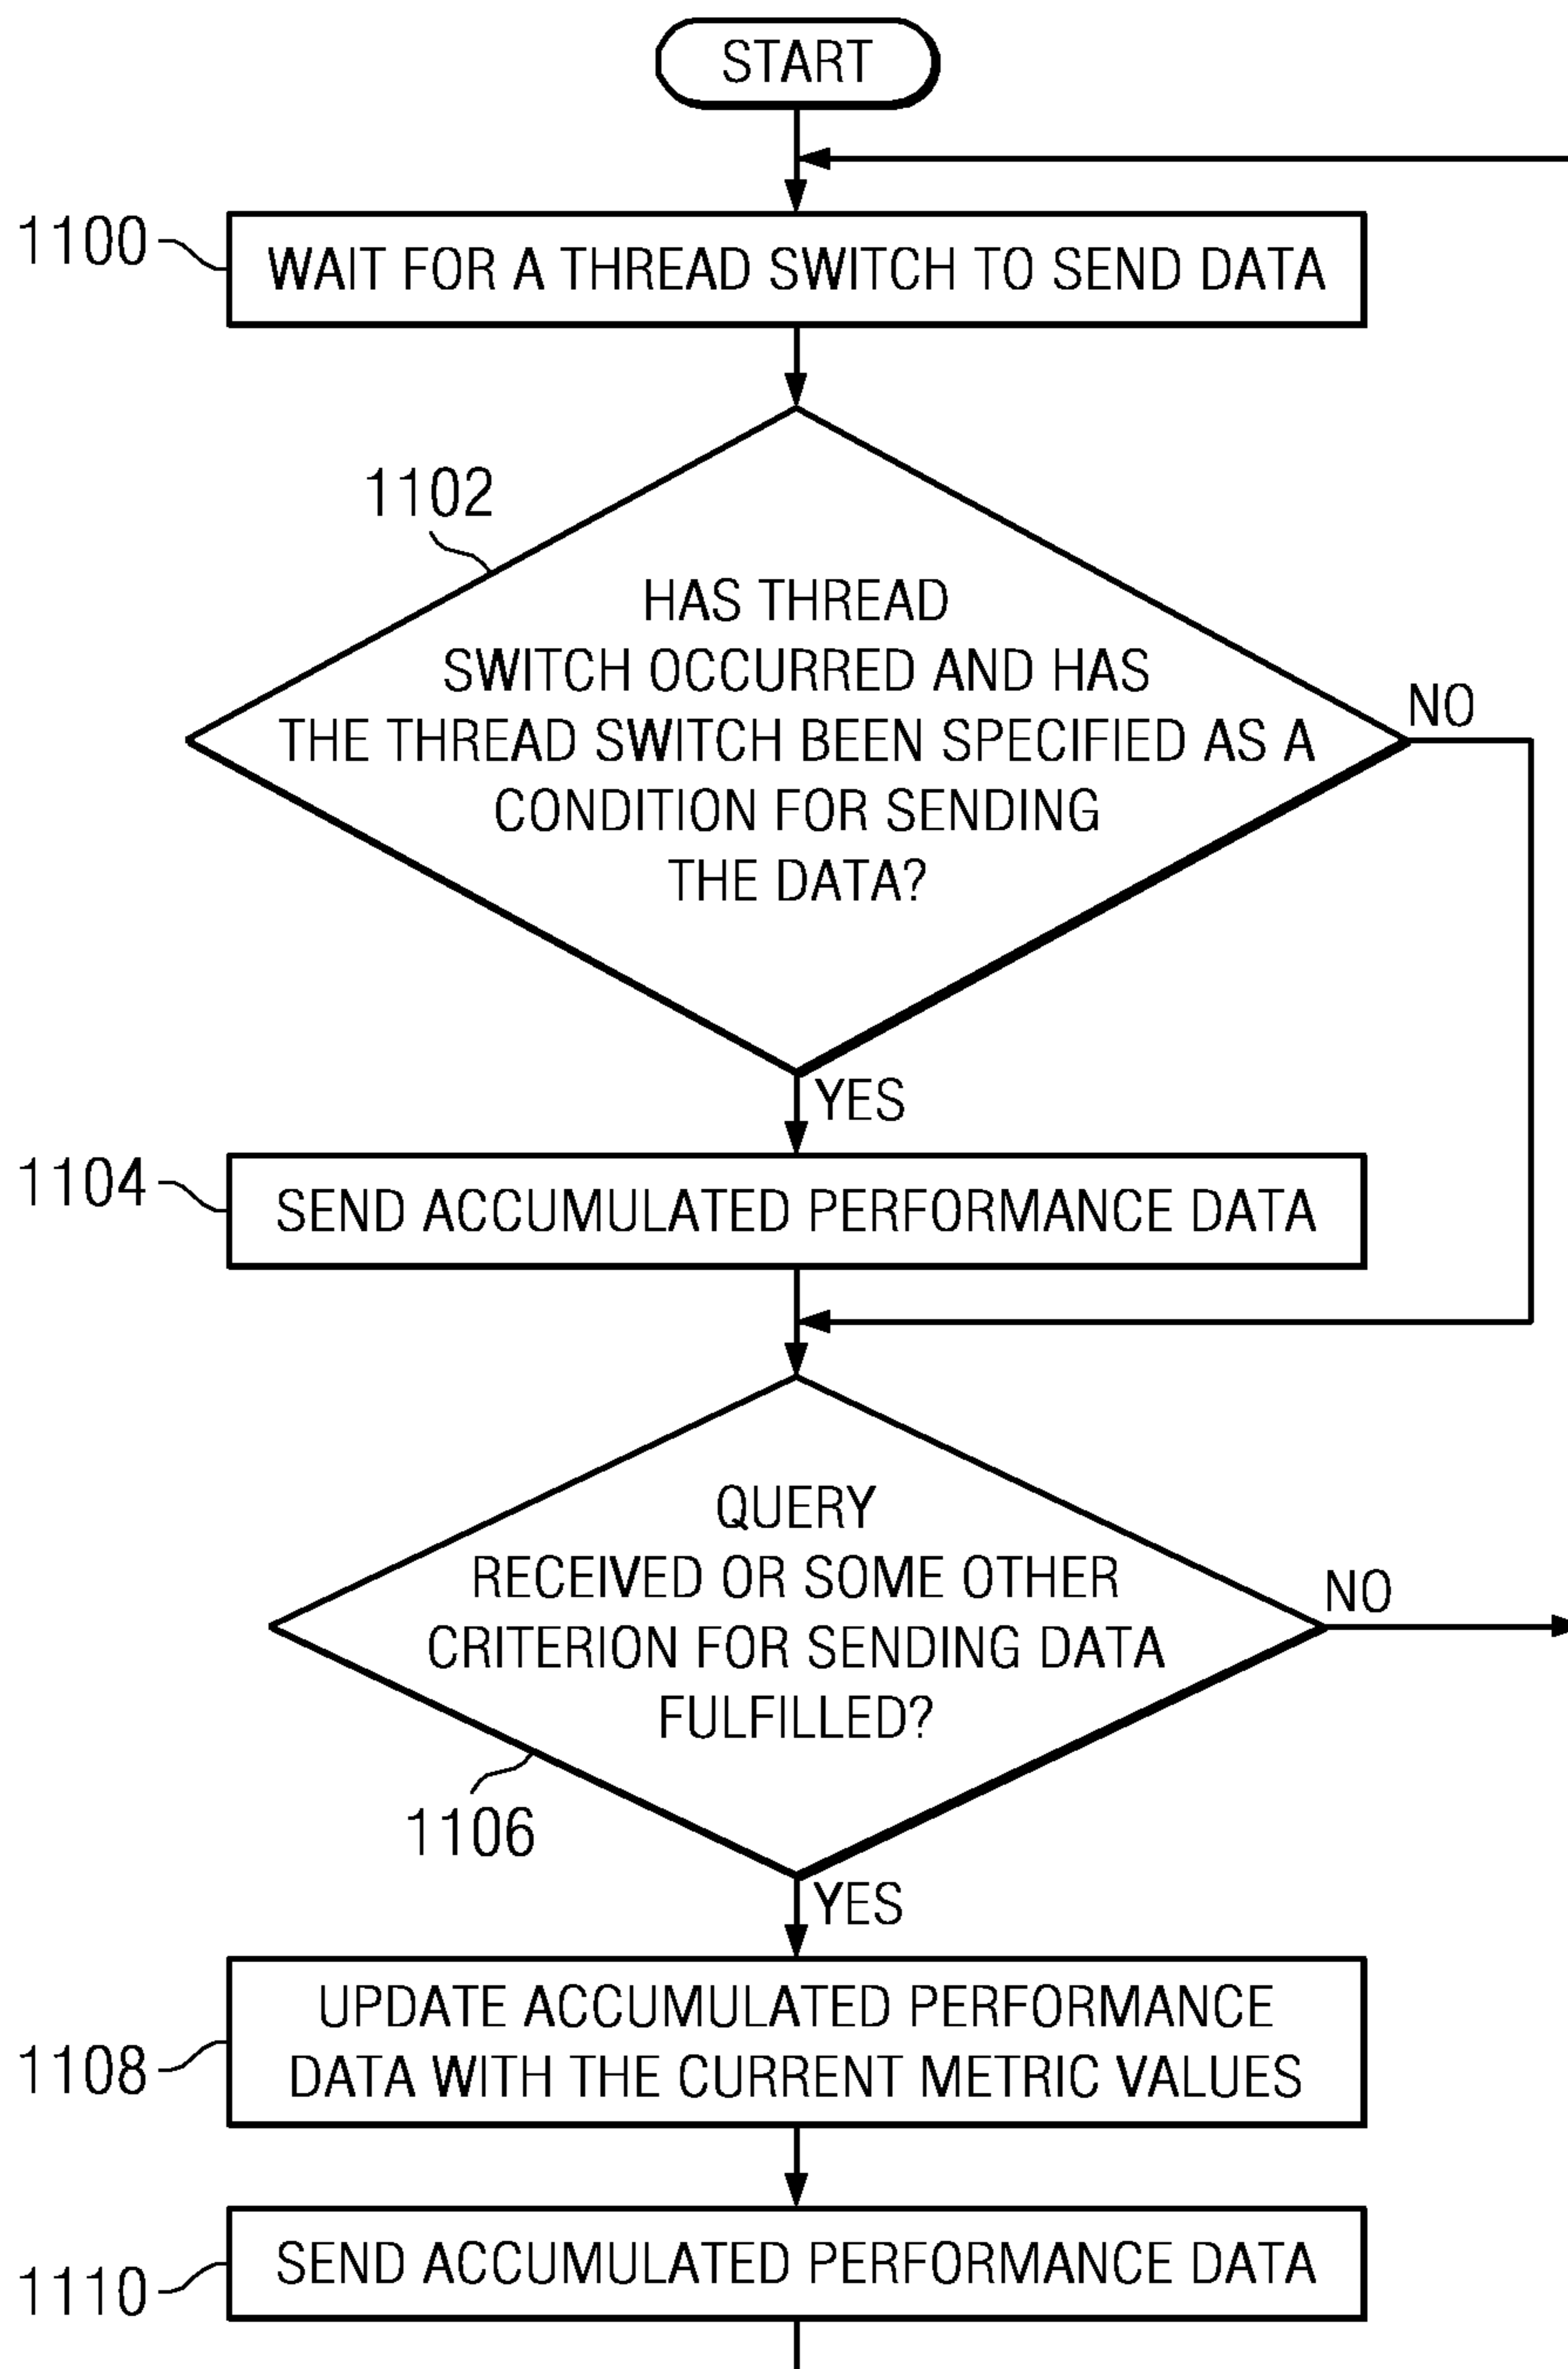 START
1100
WAIT FOR A THREAD SWITCH TO SEND DATA
1102
HAS THREAD
SWITCH OCCURRED AND HAS
THE THREAD SWITCH BEEN SPECIFIED AS A
CONDITION FOR SENDING
THE DATA?
NO
YES
1104
SEND ACCUMULATED PERFORMANCE DATA
QUERY
RECEIVED OR SOME OTHER
CRITERION FOR SENDING DATA
FULFILLED?
NO
1106
YES
1108
UPDATE ACCUMULATED PERFORMANCE
DATA WITH THE CURRENT METRIC VALUES
1110
SEND ACCUMULATED PERFORMANCE DATA